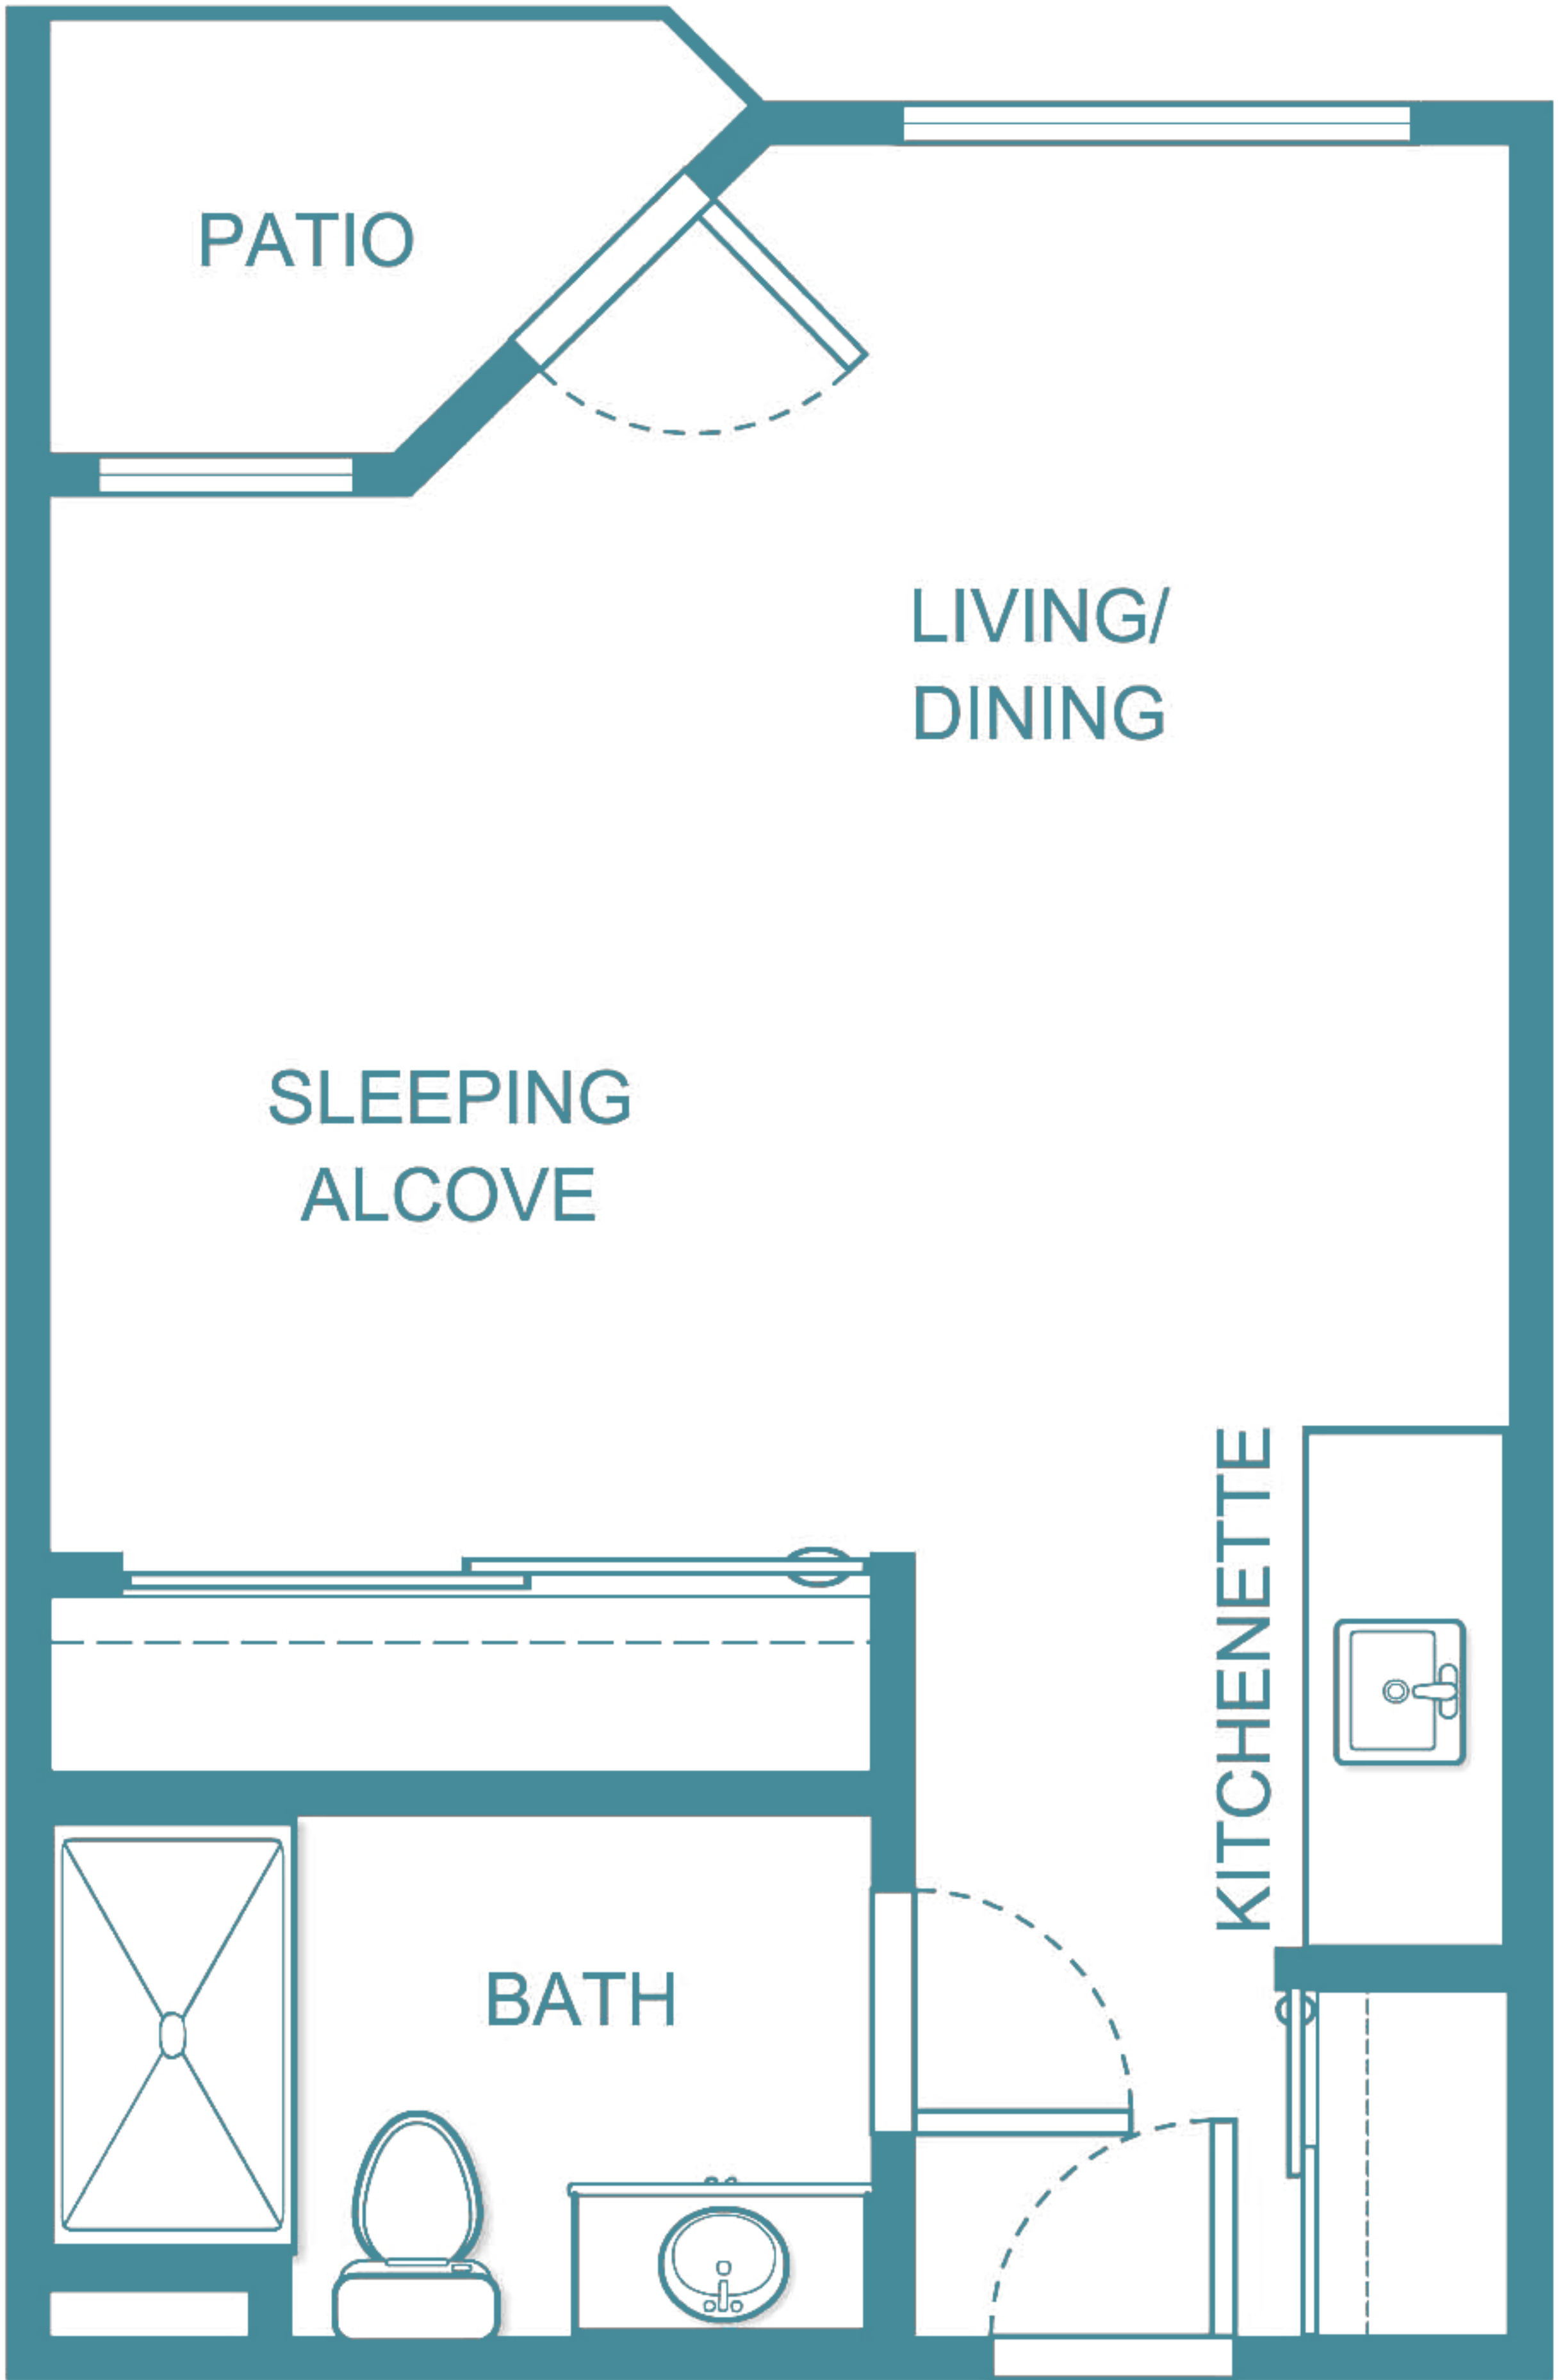 PATIO
LIVING/
DINING
SLEEPING
ALCOVE
KITCHENETTE
BATH